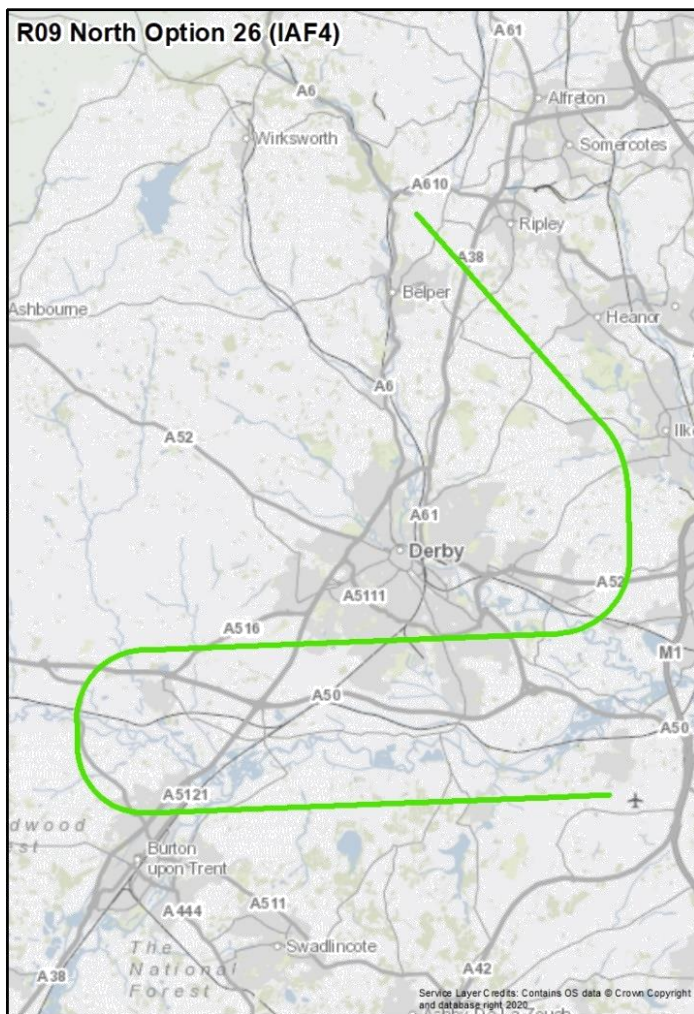 R09 North Option 26 (IAF4)
A61
A6
Alfreton
Wirksworth
Somercotes
A610
Ripley
A38
Ashbourne
Belper
Heanor
A6
Ilke
A52
A61
Derby
A52
A5111
A516
M1
A50
A50
A5121
Burton
upon Trent
A511
A444
Swadlincote
The
National
Forest
A42
A38
Service Layer Credits: Contains OS data © Crown Copyright
and database right 2020